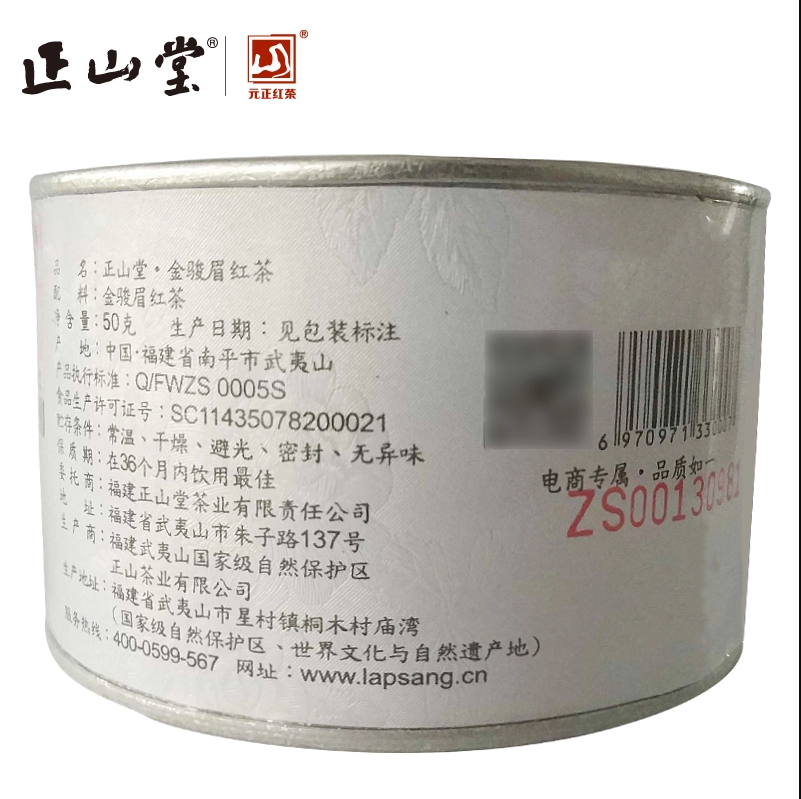 正山堂®
®
元正红茶
品 名：正山堂·金骏眉红茶
配 料：金骏眉红茶
净含量：50克 生产日期：见包装标注
产 地：中国·福建省南平市武夷山
产品执行标准：Q/FWZS 0005S
食品生产许可证号：SC11435078200021
贮存条件：常温、干燥、避光、密封、无异味
保质期：在36个月内饮用最佳
委托商：福建正山堂茶业有限责任公司
地 址：福建省武夷山市朱子路137号
生产商：福建武夷山国家级自然保护区
正山茶业有限公司
生产地址：福建省武夷山市星村镇桐木村庙湾
（国家级自然保护区、世界文化与自然遗产地）
服务热线：400-0599-567 网址：www.lapsang.cn
6 970971 33000
电商专属·品质如一
ZS00130981